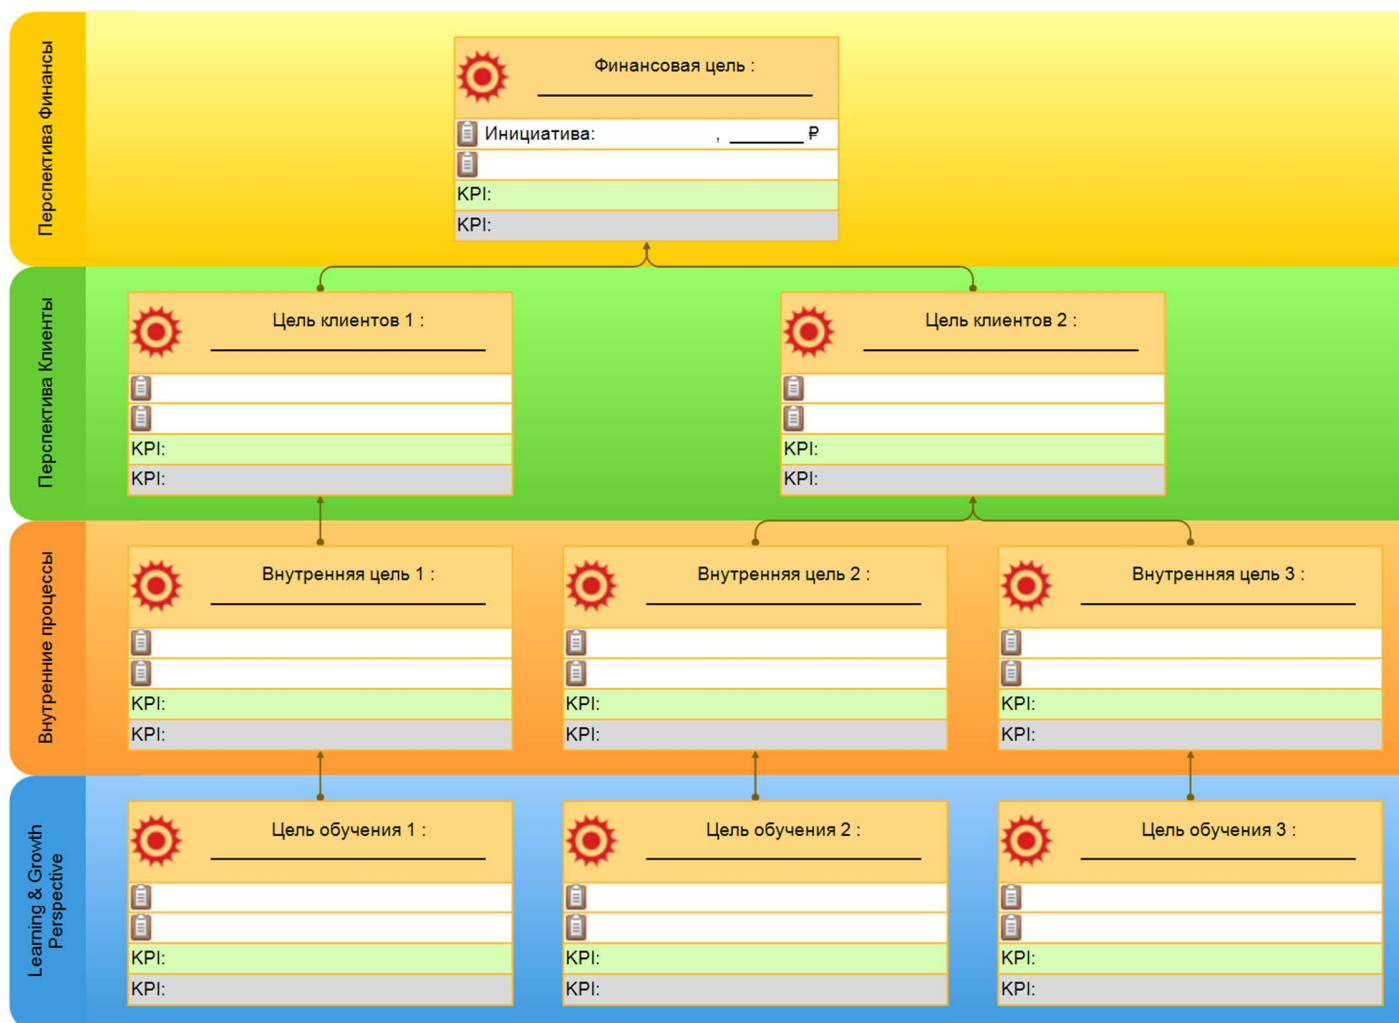 Перспектива Финансы
Финансовая цель :
Инициатива: , ₽
KPI:
KPI:
Перспектива Клиенты
Цель клиентов 1 :
KPI:
KPI:
Цель клиентов 2 :
KPI:
KPI:
Внутренние процессы
Внутренняя цель 1 :
KPI:
KPI:
Внутренняя цель 2 :
KPI:
KPI:
Внутренняя цель 3 :
KPI:
KPI:
Learning & Growth
Perspective
Цель обучения 1 :
KPI:
KPI:
Цель обучения 2 :
KPI:
KPI:
Цель обучения 3 :
KPI:
KPI: